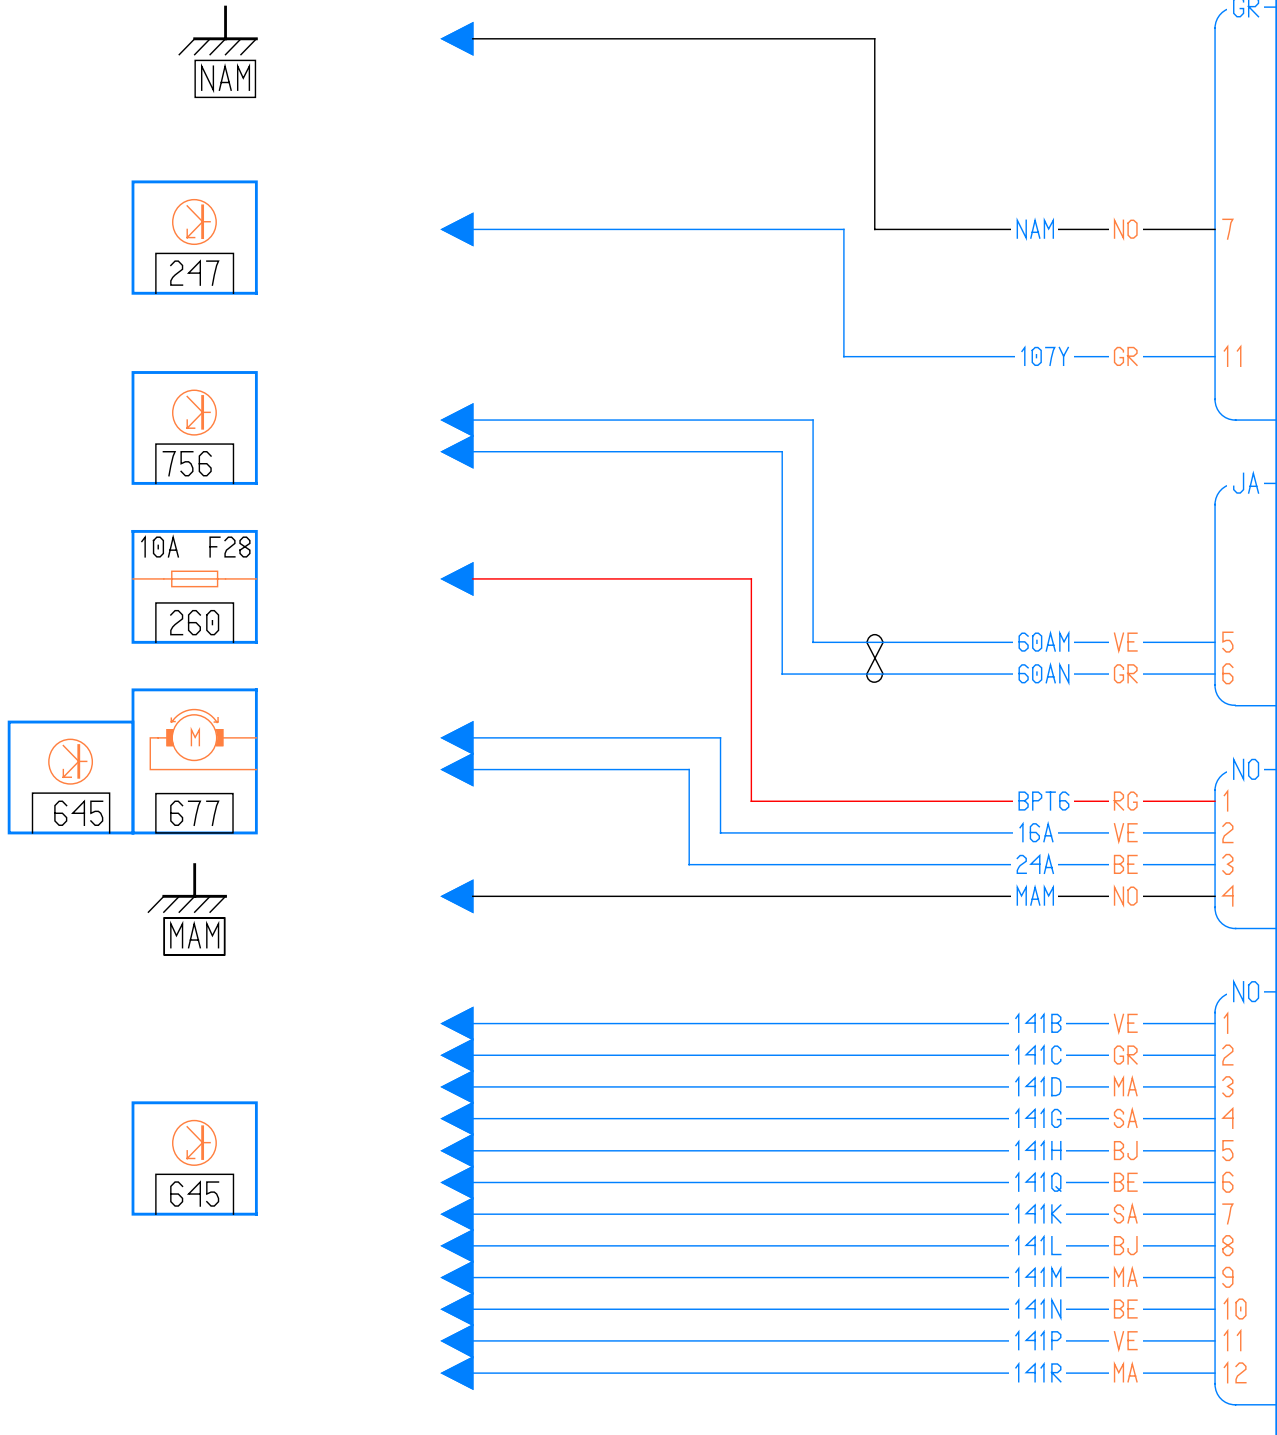 GR
NAM
247
NAM NO 7
107Y GR 11
756
JA
10A F28
260
60AM VE 5
60AN GR 6
M
645
677
NO
BPT6 RG 1
16A VE 2
24A BE 3
MAM NO 4
MAM
NO
141B VE 1
141C GR 2
141D MA 3
141G SA 4
141H BJ 5
645
141Q BE 6
141K SA 7
141L BJ 8
141M MA 9
141N BE 10
141P VE 11
141R MA 12